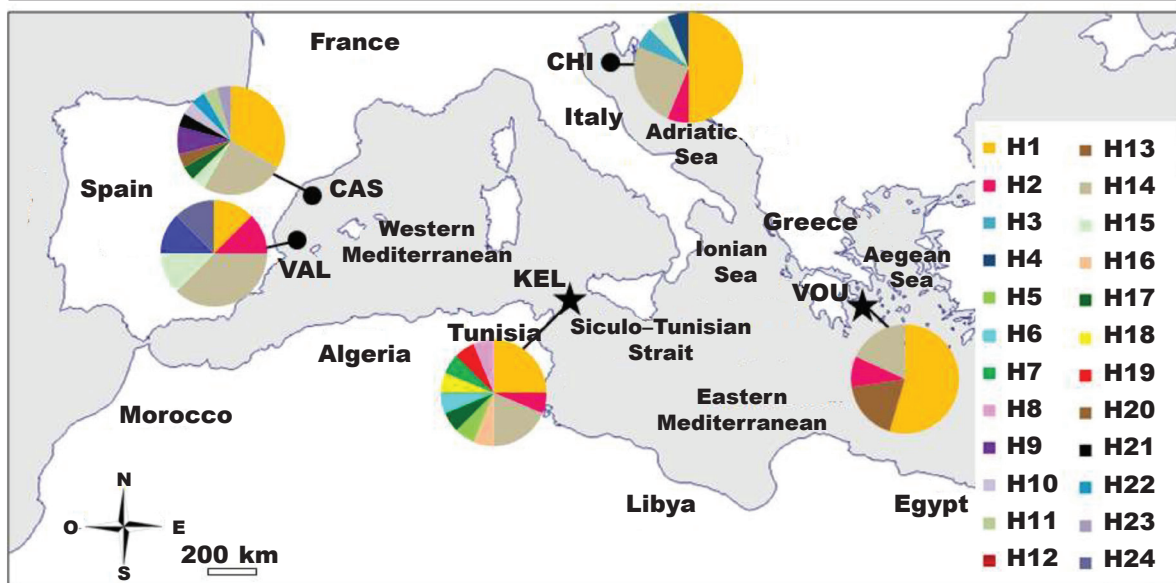 France
CHI
Italy
Adriatic
Sea
Spain
CAS
Western
Mediterranean
VAL
Greece
Ionian
Sea
Aegean
Sea
KEL
VOU
Tunisia
Siculo–Tunisian
Strait
Algeria
Morocco
Eastern
Mediterranean
Libya
Egypt
N
O E
S
200 km
H1
H2
H3
H4
H5
H6
H7
H8
H9
H10
H11
H12
H13
H14
H15
H16
H17
H18
H19
H20
H21
H22
H23
H24